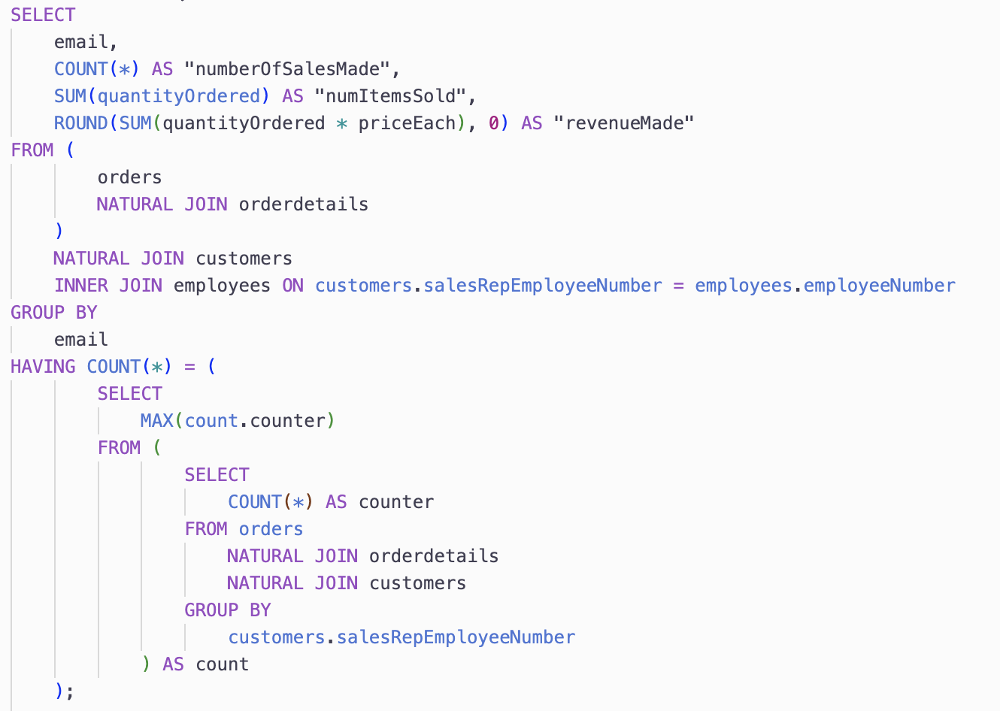 SELECT
email,
COUNT(*) AS "numberOfSalesMade",
SUM(quantityOrdered) AS "numItemsSold",
ROUND(SUM(quantityOrdered * priceEach), 0) AS "revenueMade"
FROM (
orders
NATURAL JOIN orderdetails
)
NATURAL JOIN customers
INNER JOIN employees ON customers.salesRepEmployeeNumber = employees.employeeNumber
GROUP BY
email
HAVING COUNT(*) = (
SELECT
MAX(count.counter)
FROM (
SELECT
COUNT(*) AS counter
FROM orders
NATURAL JOIN orderdetails
NATURAL JOIN customers
GROUP BY
customers.salesRepEmployeeNumber
) AS count
);